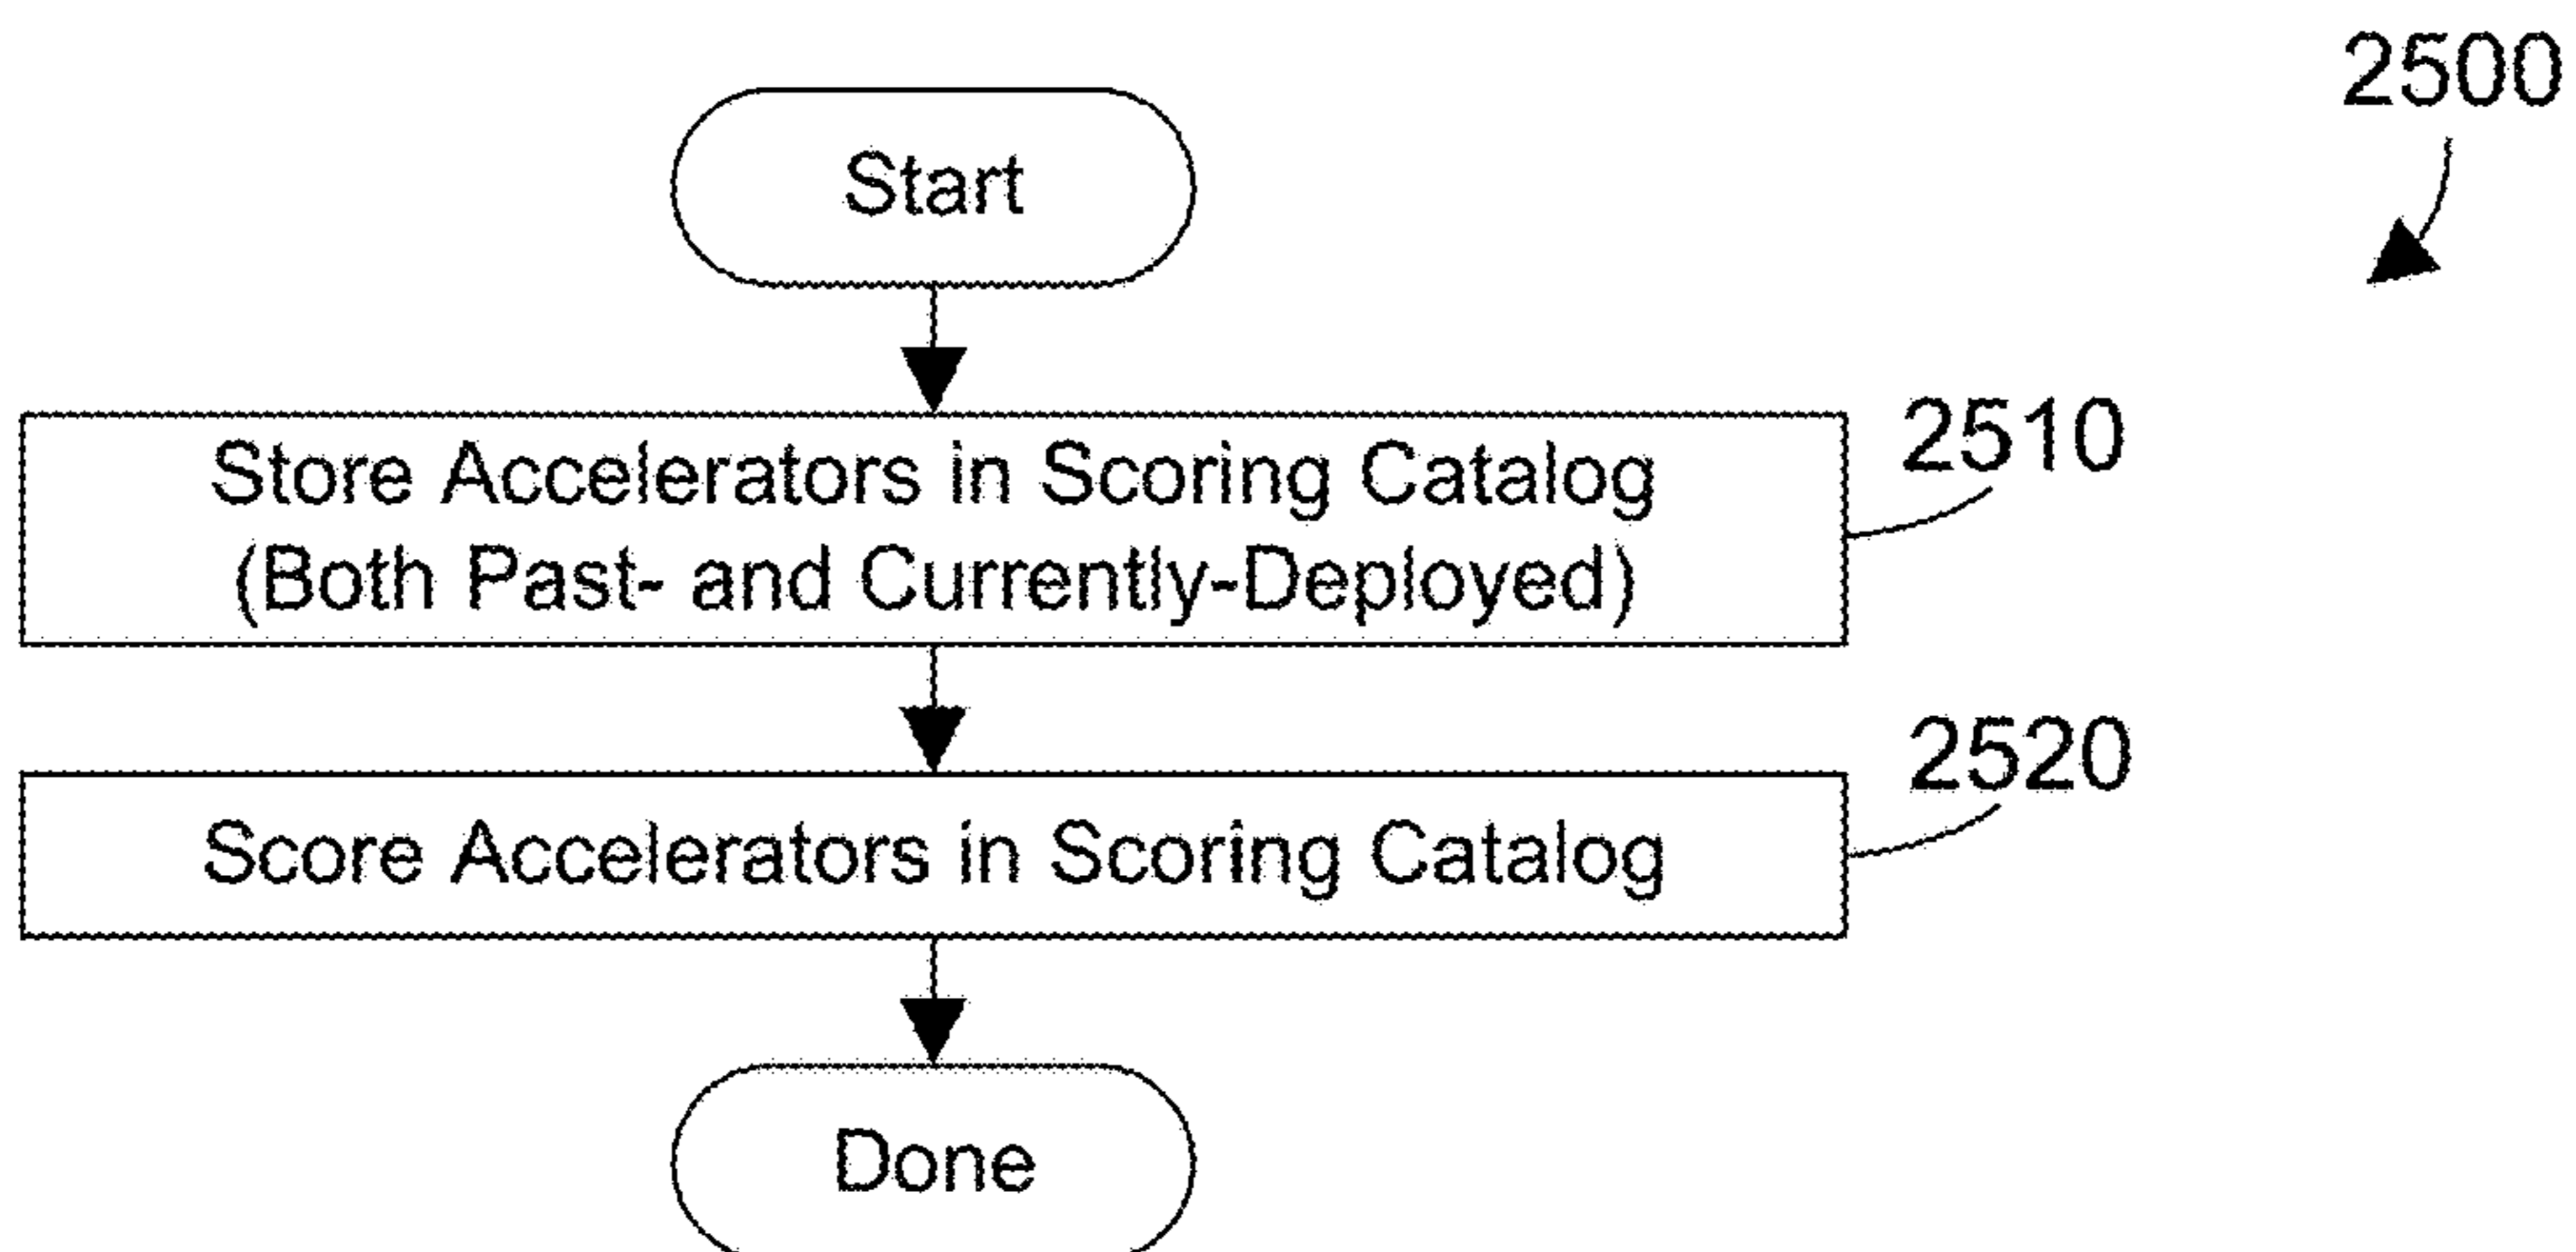 2500
Start
Store Accelerators in Scoring Catalog
(Both Past- and Currently-Deployed)
2510
Score Accelerators in Scoring Catalog
2520
Done